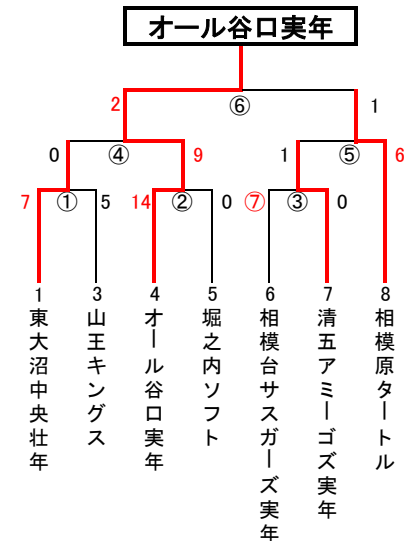 オール谷口実年
2 ⑥ 1
0 ④ 9 1 ⑤ 6
7 ① 5 14 ② 0 ⑦ ③ 0
1 3 4 5 6 7 8
東大沼中央壮年
山王キングス
オール谷口実年
堀之内ソフト
相模台サスガーズ実年
清五アミーゴズ実年
相模原タートル